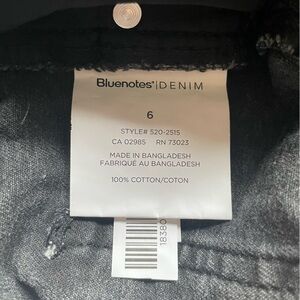 Bluenotes | DENIM
6
STYLE# 520-2515
CA 02985 RN 73023
MADE IN BANGLADESH
FABRIQUÉ AU BANGLADESH
100% COTTON/COTON
18380